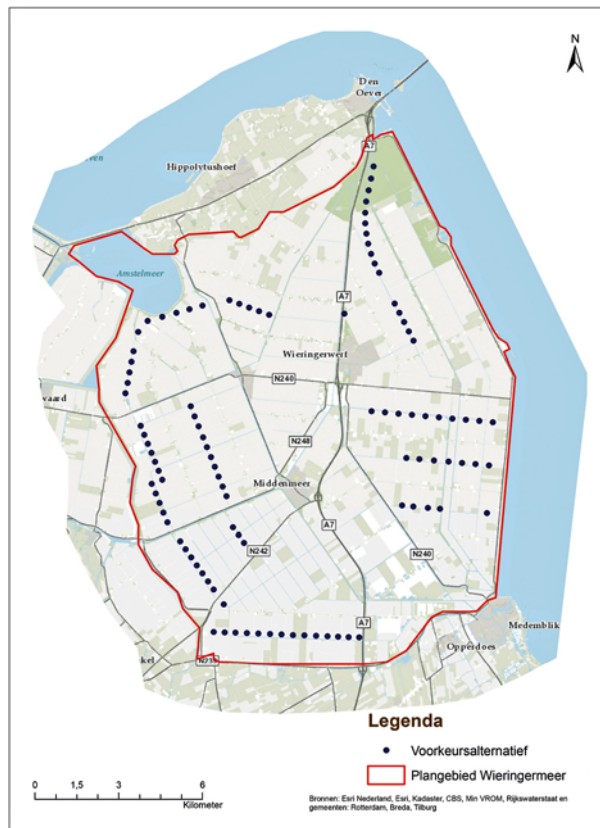 N
Den
Oever
A7
Hippolytushoef
Amstelmeer
A7
Wieringerwerf
N240
N248
Middenmeer
A7
N242
N240
A7
Medemblik
Opperdoes
Legenda
Voorkeursalternatief
Plangebied Wieringermeer
0 1,5 3 6
Kilometer
Bronnen: Esri Nederland, Esri, Kadaster, CBS, Min VROM, Rijkswaterstaat en
gemeenten: Rotterdam, Breda, Tilburg